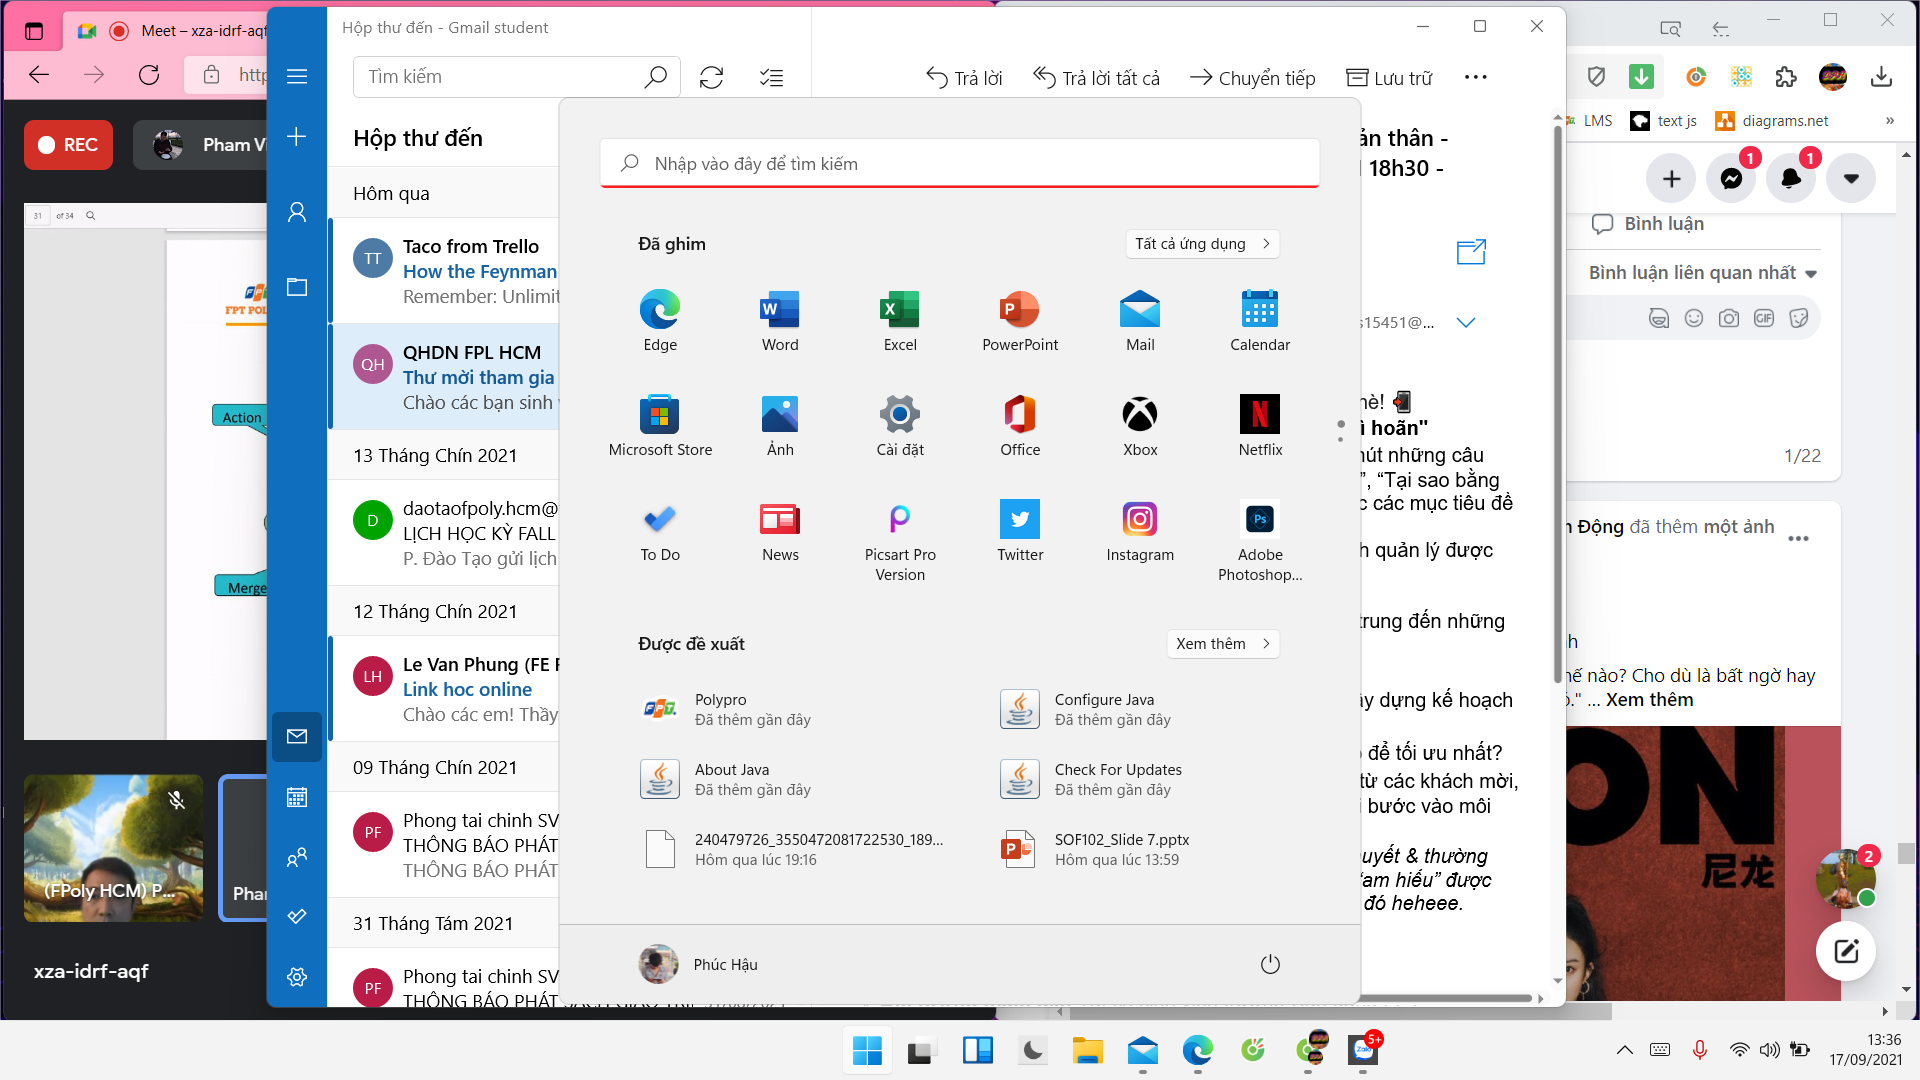 Meet – xza-idrf-aqf
http
REC
Pham Vi
31
of 34
FPT
FPT POL
Action
Merge
(FPoly HCM) P...
Phan
xza-idrf-aqf
Hộp thư đến - Gmail student
Tìm kiếm
Trả lời
Trả lời tất cả
Chuyển tiếp
Lưu trữ
Hộp thư đến
Hôm qua
TT
Taco from Trello
How the Feynman
Remember: Unlimit
QH
QHDN FPL HCM
Thư mời tham gia
Chào các bạn sinh
13 Tháng Chín 2021
D
daotaofpoly.hcm@
LỊCH HỌC KỲ FALL
P. Đào Tạo gửi lịch
12 Tháng Chín 2021
LH
Le Van Phung (FE F
Link hoc online
Chào các em! Thầy
09 Tháng Chín 2021
PF
Phong tai chinh SV
THÔNG BÁO PHÁT
THÔNG BÁO PHÁT
31 Tháng Tám 2021
PF
Phong tai chinh SV
THÔNG BÁO PHÁT
Nhập vào đây để tìm kiếm
Đã ghim
Tất cả ứng dụng
Edge
Word
Excel
PowerPoint
Mail
Calendar
Microsoft Store
Ảnh
Cài đặt
Office
Xbox
Netflix
To Do
News
Picsart Pro
Version
Twitter
Instagram
Adobe
Photoshop...
Được đề xuất
Xem thêm
Polypro
Đã thêm gần đây
Configure Java
Đã thêm gần đây
About Java
Đã thêm gần đây
Check For Updates
Đã thêm gần đây
240479726_3550472081722530_189...
Hôm qua lúc 19:16
SOF102_Slide 7.pptx
Hôm qua lúc 13:59
Phúc Hậu
ản thân -
18h30 -
s15451@...
hè!
ì hoãn"
hút những câu
", “Tại sao bằng
c các mục tiêu đề
h quản lý được
trung đến những
ây dựng kế hoạch
để tối ưu nhất?
từ các khách mời,
i bước vào môi
uyết & thường
“am hiểu” được
đó heheee.
LMS
text js
diagrams.net
»
1
1
Bình luận
Bình luận liên quan nhất
GIF
1/22
n Động đã thêm một ảnh
nh
hế nào? Cho dù là bất ngờ hay
." ... Xem thêm
ON
尼龙
2
Zalo
5+
13:36
17/09/2021